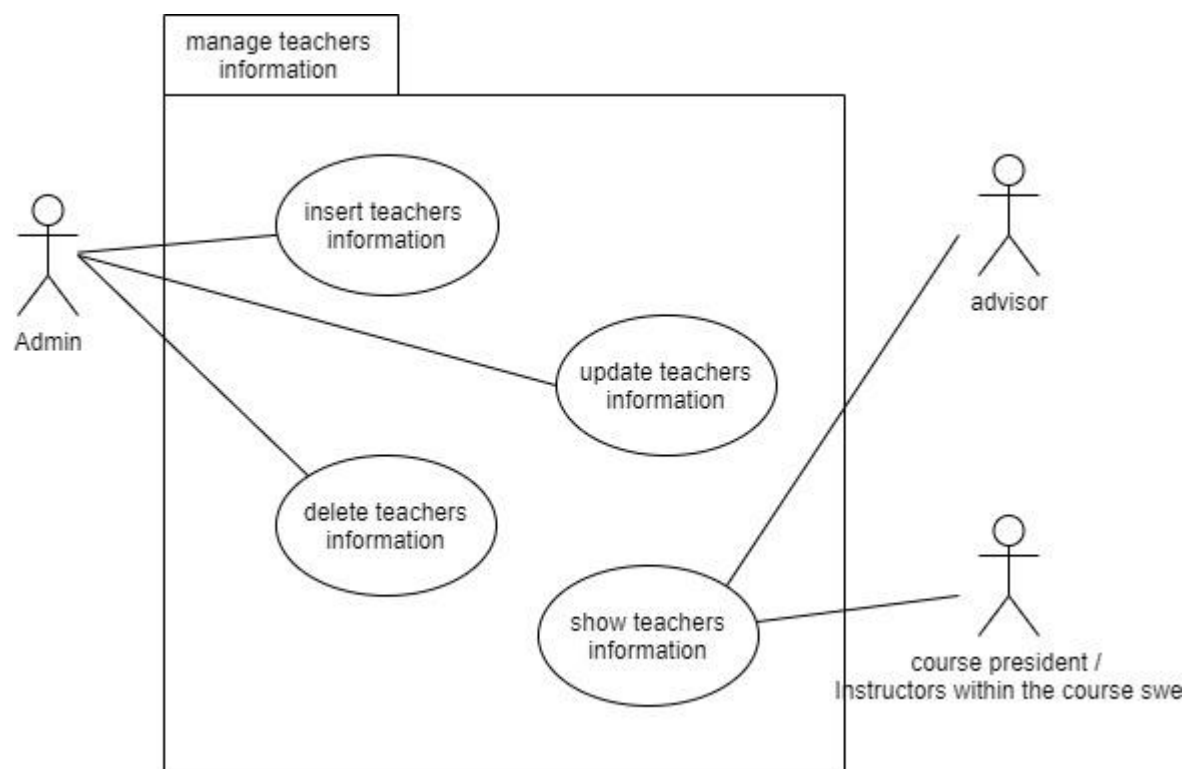 manage teachers
information
insert teachers
information
Admin
advisor
update teachers
information
delete teachers
information
show teachers
information
course president /
Instructors within the course swe